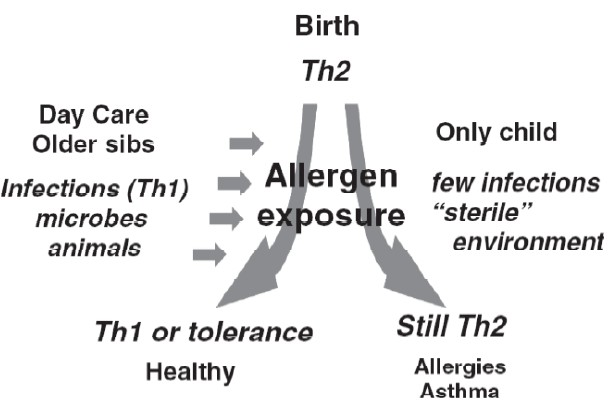 Birth
Th2
Day Care
Older sibs
Infections (Th1)
microbes
animals
Allergen
exposure
Only child
few infections
“sterile”
environment
Th1 or tolerance
Healthy
Still Th2
Allergies
Asthma